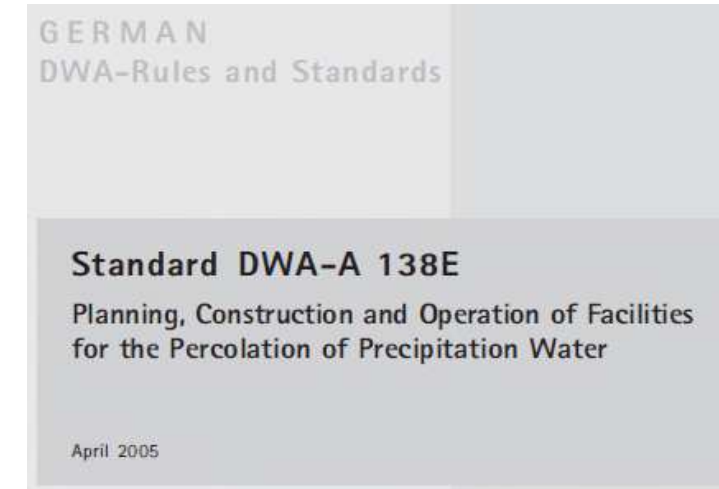 GERMAN
DWA-Rules and Standards
Standard DWA-A 138E
Planning, Construction and Operation of Facilities
for the Percolation of Precipitation Water
April 2005